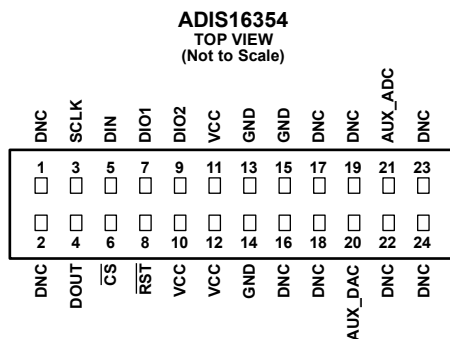 ADIS16354
TOP VIEW
(Not to Scale)
DNC SCLK DIN DIO1 DIO2 VCC GND GND DNC DNC AUX_ADC DNC
1 3 5 7 9 11 13 15 17 19 21 23
2 4 6 8 10 12 14 16 18 20 22 24
DNC DOUT CS RST VCC VCC GND DNC DNC AUX_DAC DNC DNC